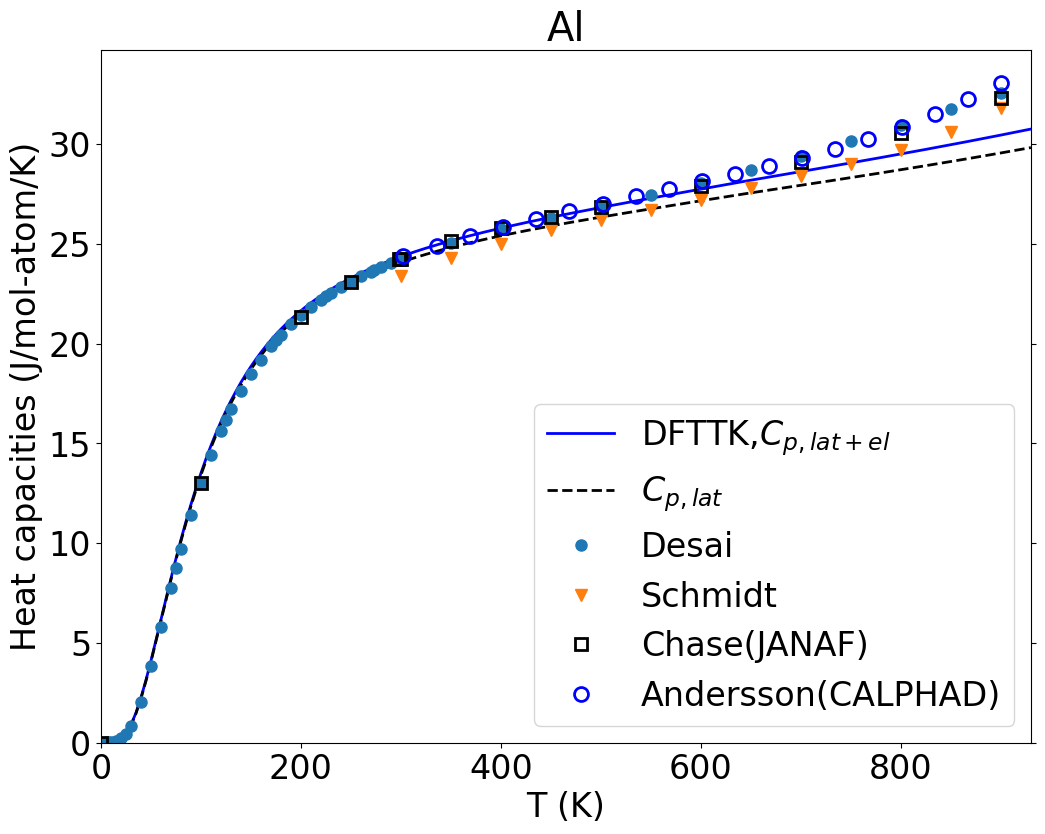 Al
Heat capacities (J/mol-atom/K)
30
25
20
15
10
5
0
DFTTK,$C_{p, lat+el}$
$C_{p, lat}$
Desai
Schmidt
Chase(JANAF)
Andersson(CALPHAD)
0 200 400 600 800
T (K)